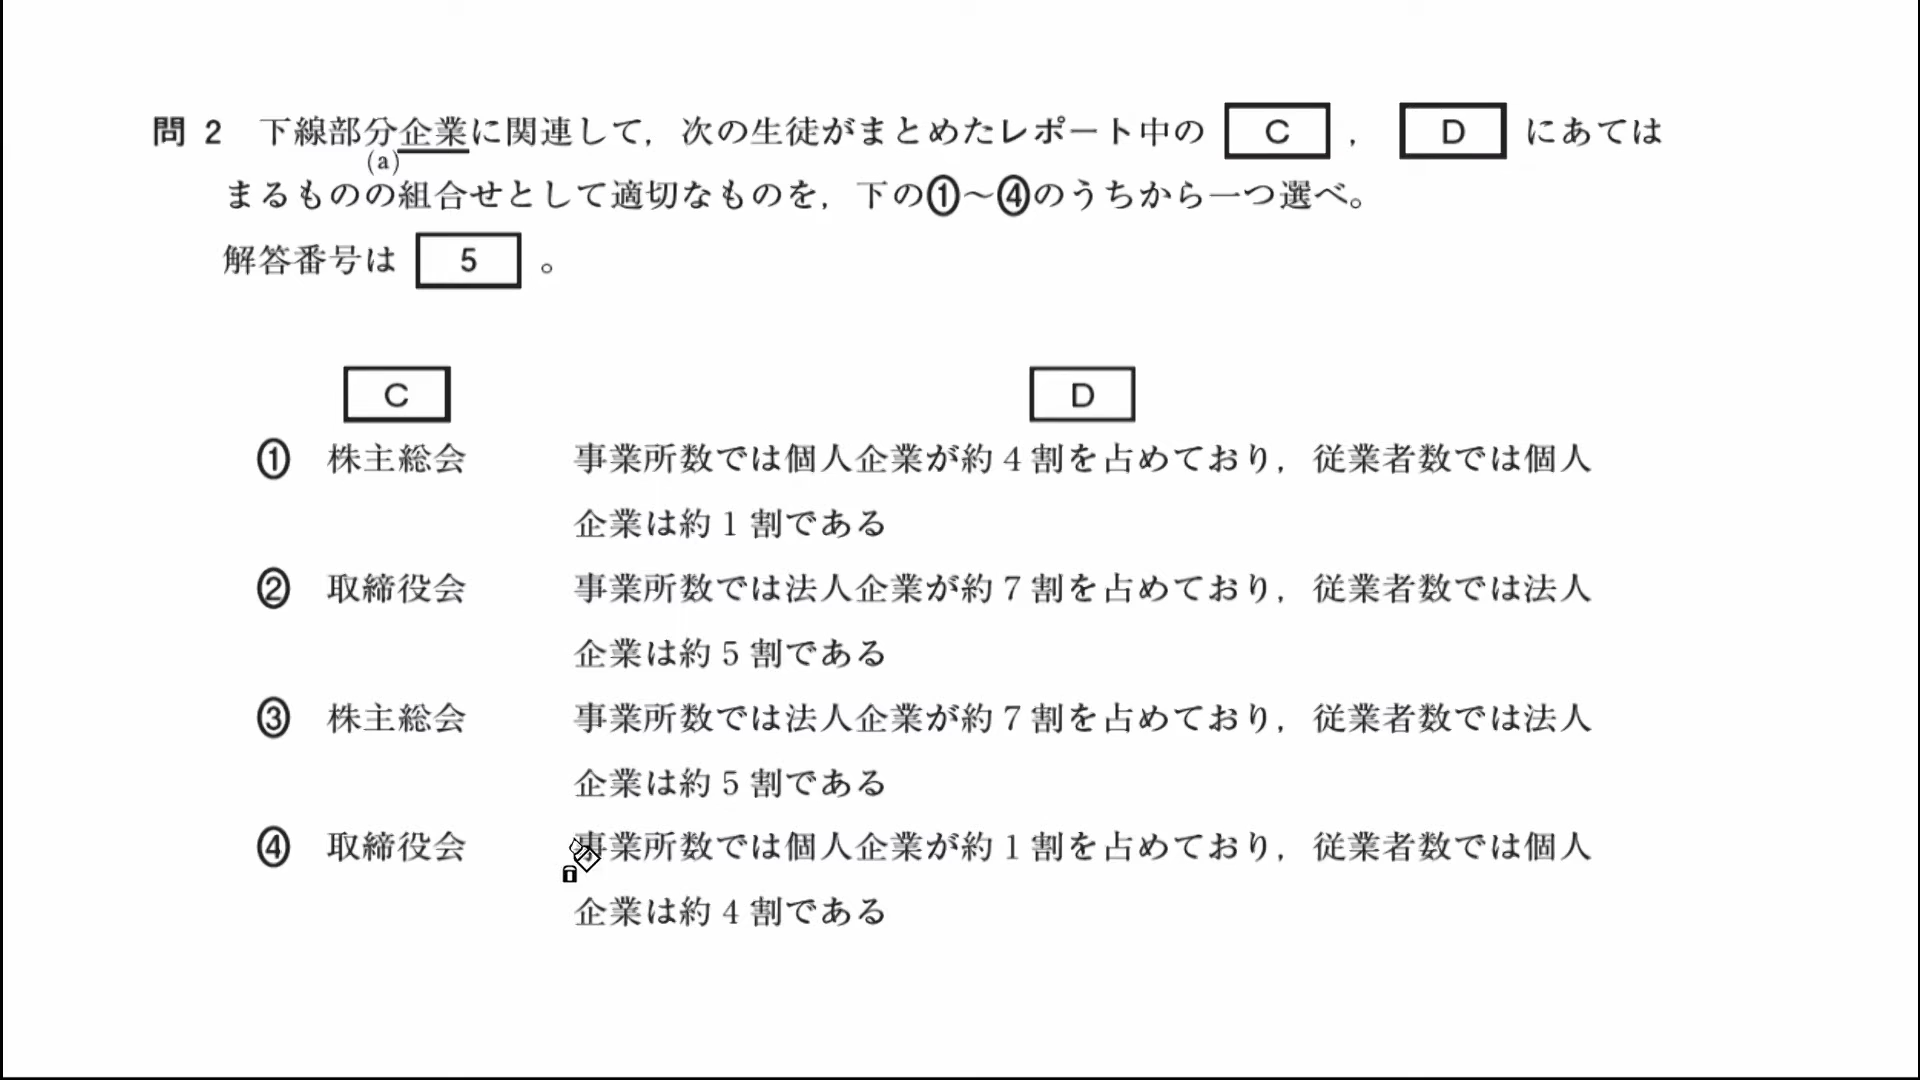 問 2 下線部分企業に関連して，次の生徒がまとめたレポート中の C ， D にあてはまるものの組合せとして適切なものを，下の①～④のうちから一つ選べ。
(a)
解答番号は 5 。
C D
① 株主総会 事業所数では個人企業が約 4 割を占めており，従業者数では個人
企業は約 1 割である
② 取締役会 事業所数では法人企業が約 7 割を占めており，従業者数では法人
企業は約 5 割である
③ 株主総会 事業所数では法人企業が約 7 割を占めており，従業者数では法人
企業は約 5 割である
④ 取締役会 事業所数では個人企業が約 1 割を占めており，従業者数では個人
企業は約 4 割である